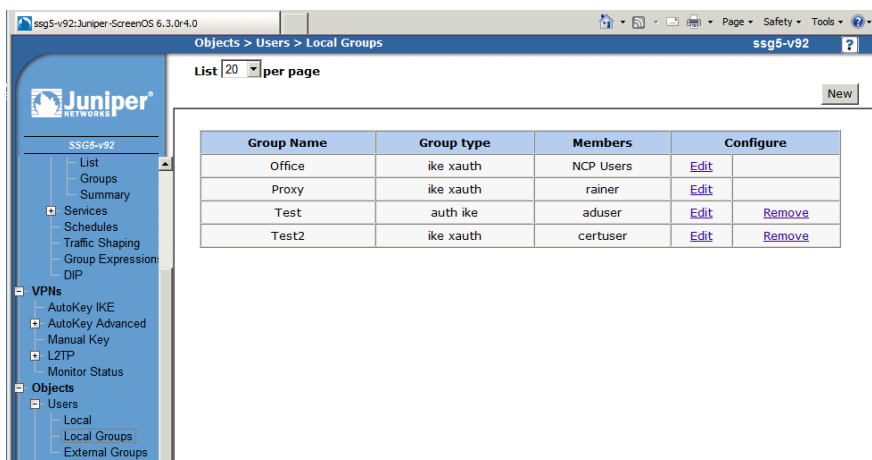 ssg5-v92:Juniper-ScreenOS 6.3.0r4.0
Page Safety Tools
Objects > Users > Local Groups ssg5-v92 ?
List 20 per page
New
Juniper®
NETWORKS
SSG5-v92
List
Groups
Summary
Services
Schedules
Traffic Shaping
Group Expression
DIP
VPNs
AutoKey IKE
AutoKey Advanced
Manual Key
L2TP
Monitor Status
Objects
Users
Local
Local Groups
External Groups
Group Name Group type Members Configure
Office ike xauth NCP Users Edit
Proxy ike xauth rainer Edit
Test auth ike aduser Edit Remove
Test2 ike xauth certuser Edit Remove